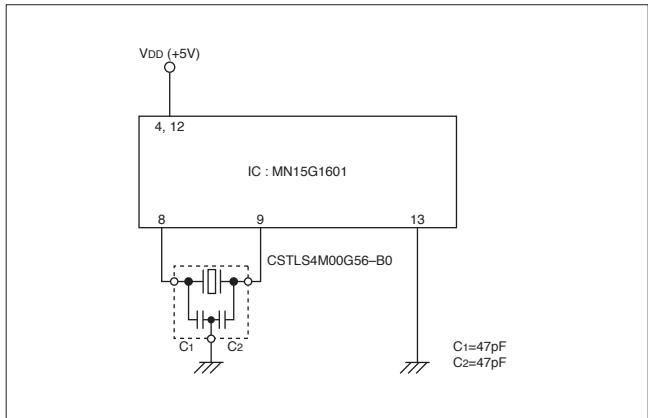 VDD (+5V)
4, 12
IC : MN15G1601
8 9 13
CSTLS4M00G56–B0
C1 C2
C1=47pF
C2=47pF